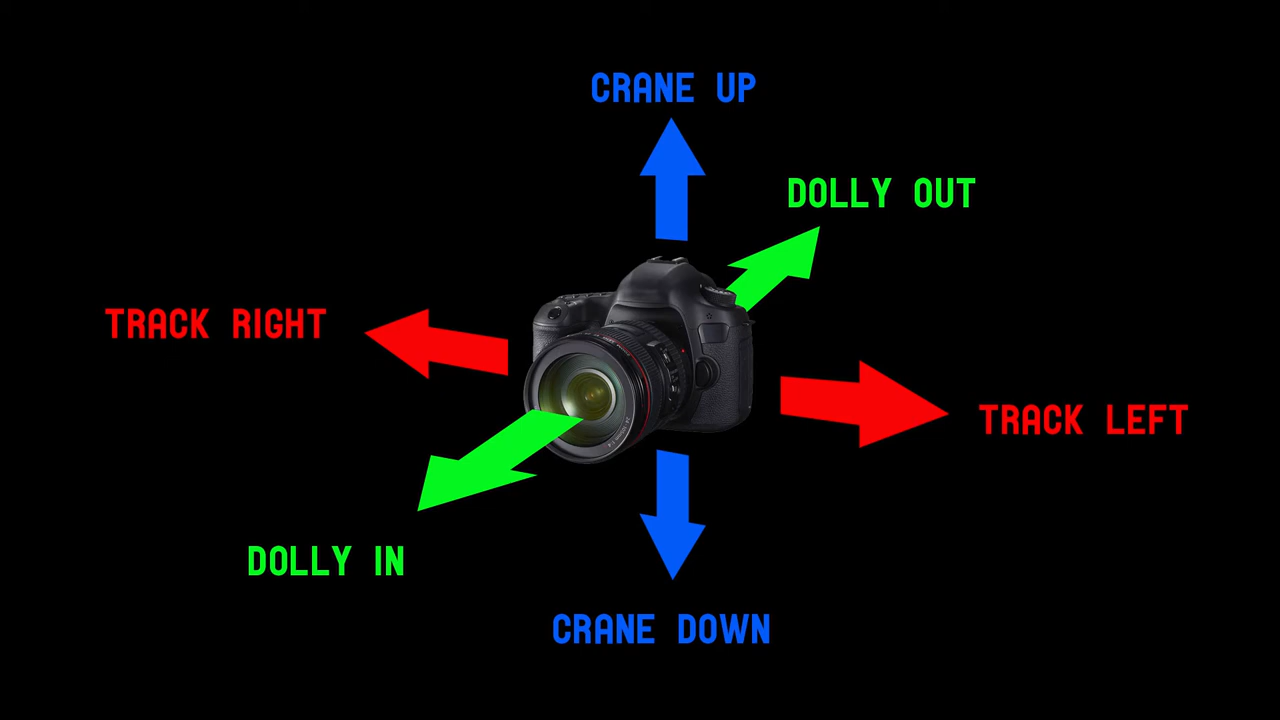 CRANE UP
DOLLY OUT
TRACK RIGHT
TRACK LEFT
DOLLY IN
CRANE DOWN